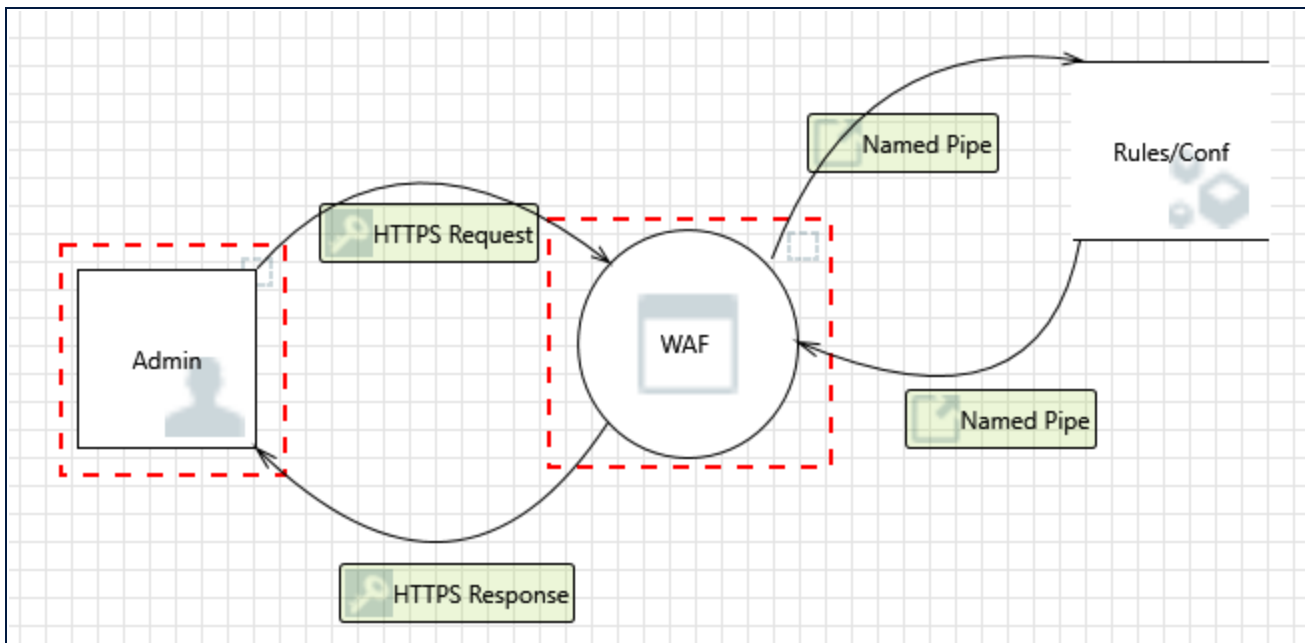 Named Pipe
Rules/Conf
HTTPS Request
WAF
Admin
Named Pipe
HTTPS Response